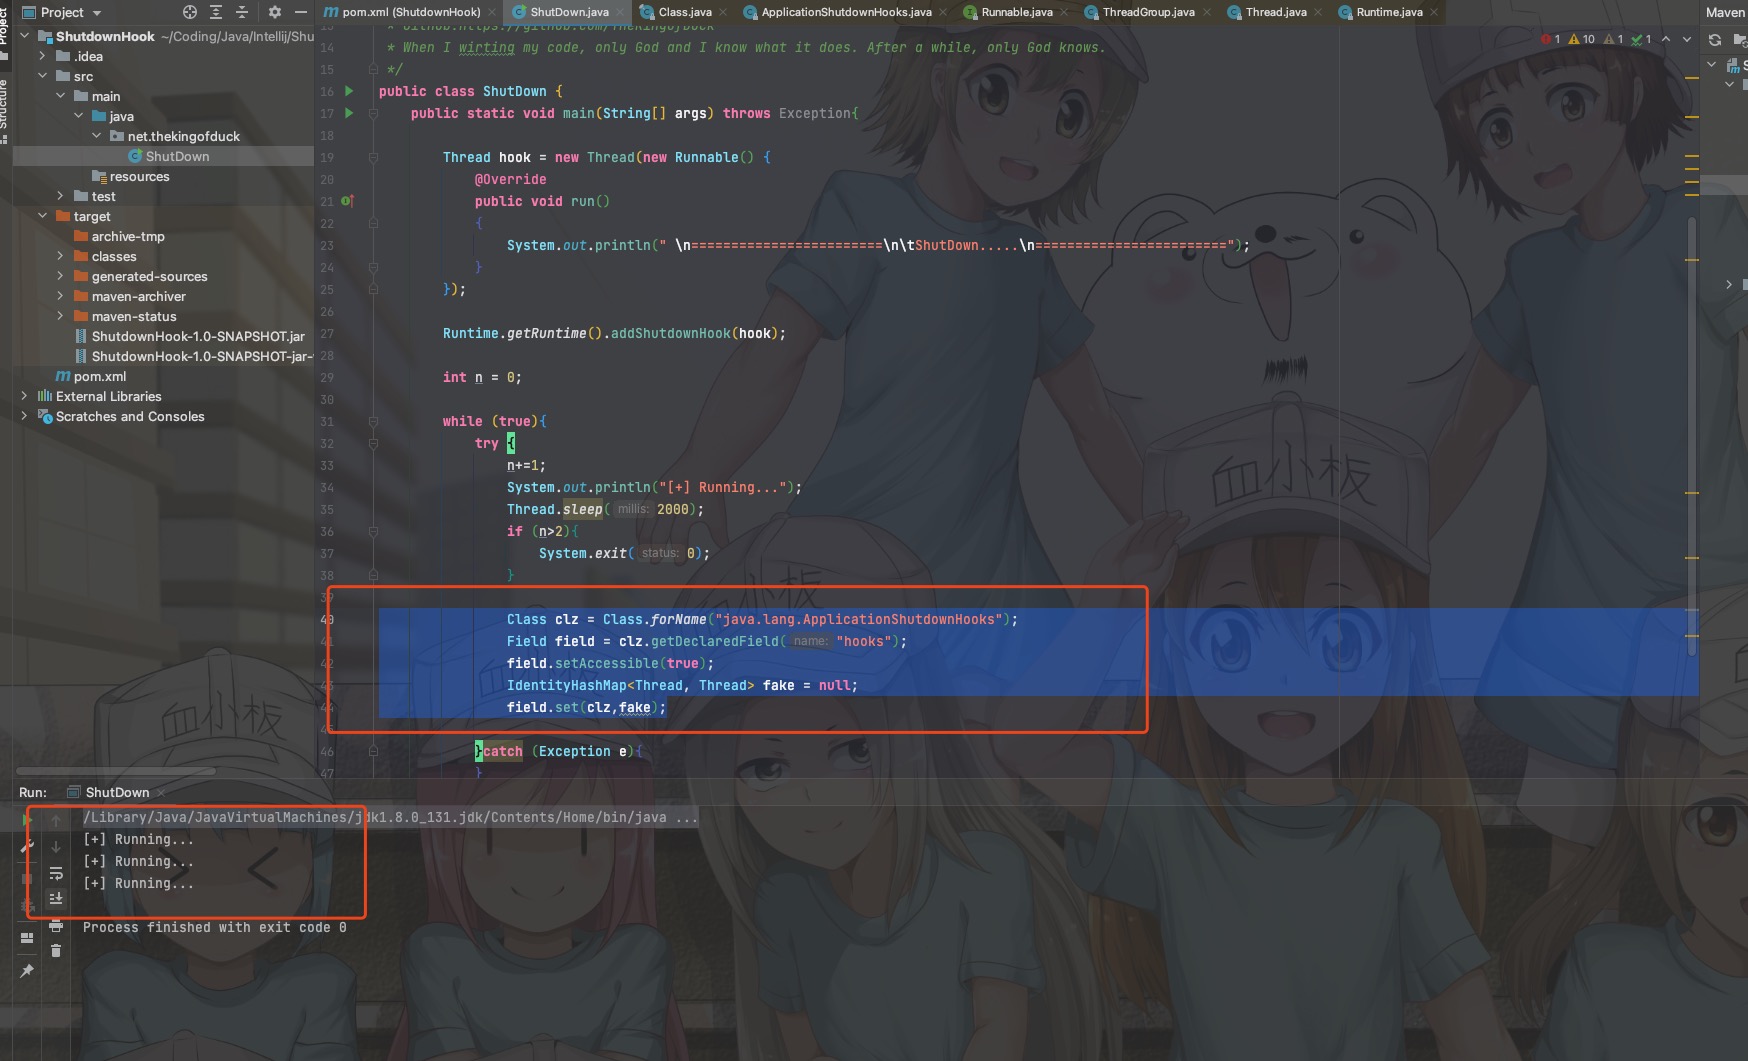 Project
ShutdownHook ~/Coding/Java/Intellij/Shu
.idea
src
main
java
net.thekingofduck
ShutDown
resources
test
target
archive-tmp
classes
generated-sources
maven-archiver
maven-status
ShutdownHook-1.0-SNAPSHOT.jar
ShutdownHook-1.0-SNAPSHOT-jar-
pom.xml
External Libraries
Scratches and Consoles
Project
Structure
pom.xml (ShutdownHook) ShutDown.java Class.java ApplicationShutdownHooks.java Runnable.java ThreadGroup.java Thread.java Runtime.java
Maven
1 10 1 1
14 * When I wirting my code, only God and I know what it does. After a while, only God knows.
15 */
16 public class ShutDown {
17 public static void main(String[] args) throws Exception{
18
19 Thread hook = new Thread(new Runnable() {
20 @Override
21 public void run()
22 {
23 System.out.println(" \n========================\n\tShutDown.....\n========================");
24 }
25 });
26
27 Runtime.getRuntime().addShutdownHook(hook);
28
29 int n = 0;
30
31 while (true){
32 try {
33 n+=1;
34 System.out.println("[+] Running...");
35 Thread.sleep( millis: 2000);
36 if (n>2){
37 System.exit( status: 0);
38 }
39
40 Class clz = Class.forName("java.lang.ApplicationShutdownHooks");
41 Field field = clz.getDeclaredField( name: "hooks");
42 field.setAccessible(true);
43 IdentityHashMap<Thread, Thread> fake = null;
44 field.set(clz,fake);
45
46 }catch (Exception e){
47 }
血小板
血小板
血小板
Run: ShutDown
/Library/Java/JavaVirtualMachines/jdk1.8.0_131.jdk/Contents/Home/bin/java ...
[+] Running...
[+] Running...
[+] Running...
Process finished with exit code 0